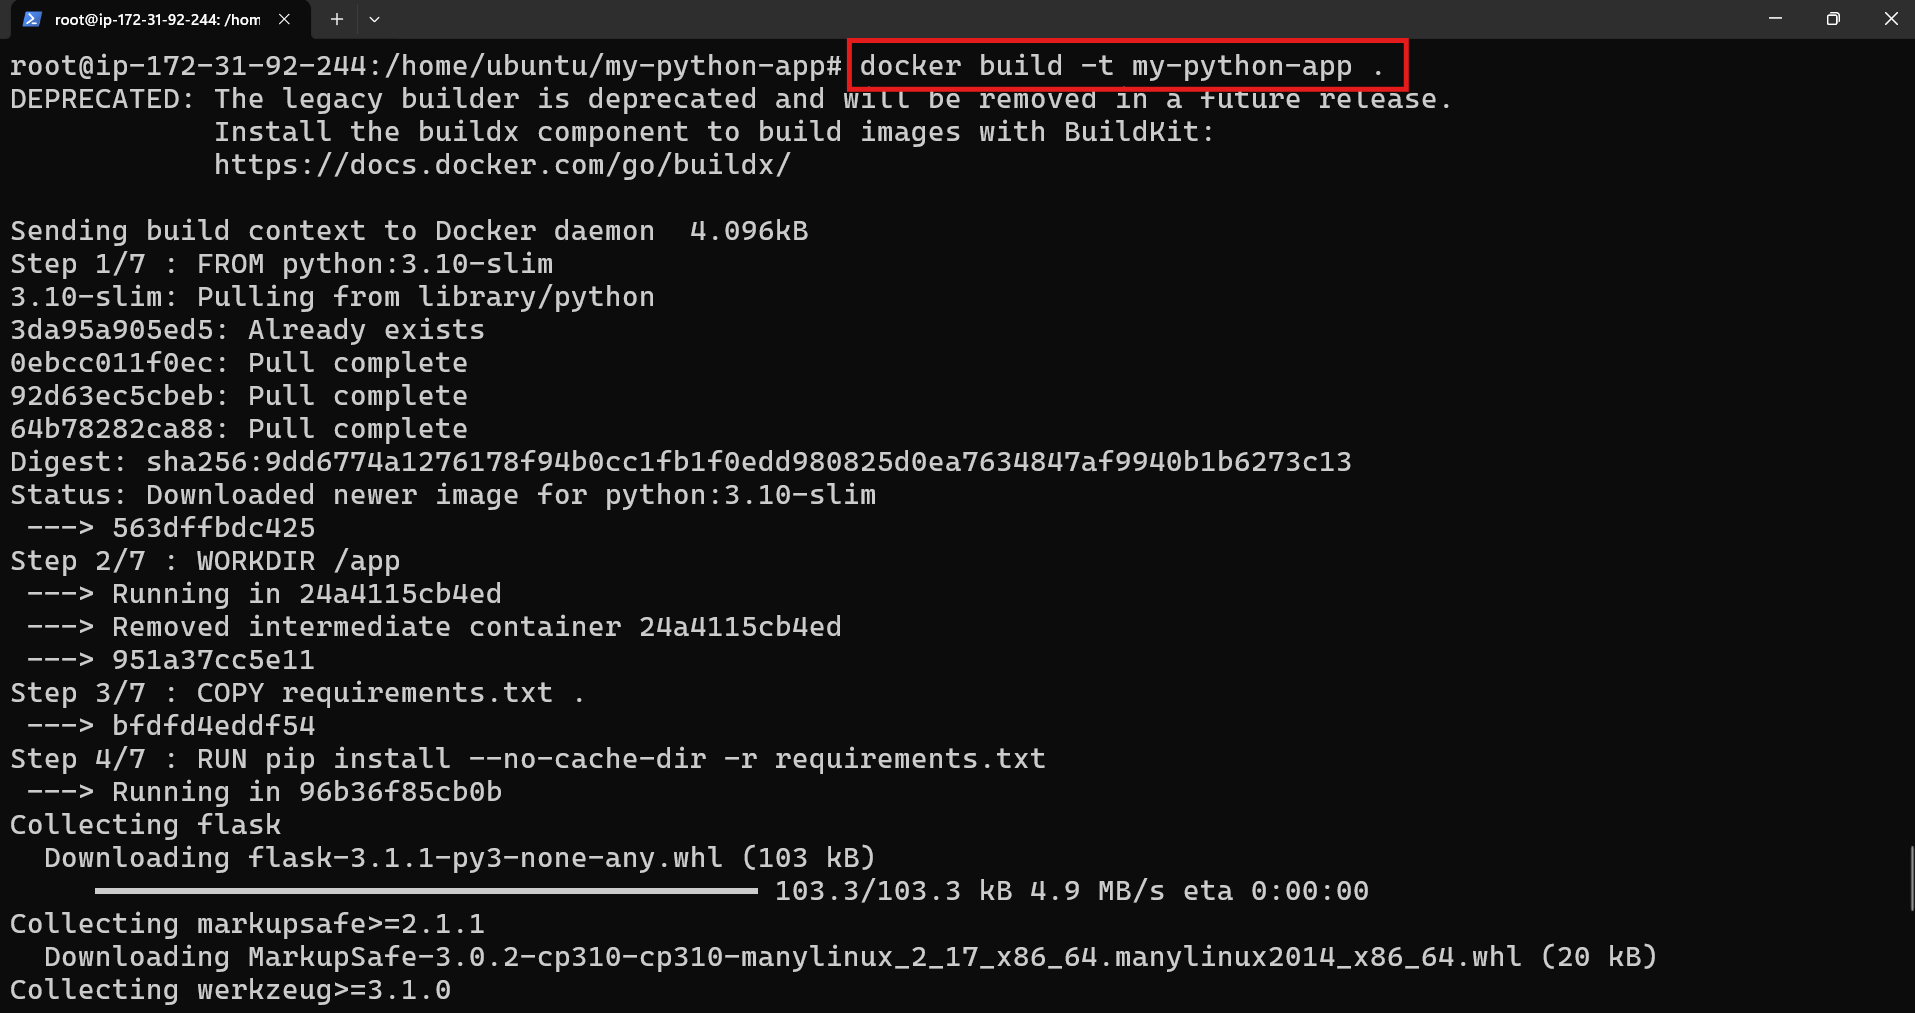 root@ip-172-31-92-244: /hom
root@ip-172-31-92-244:/home/ubuntu/my-python-app# docker build -t my-python-app .
DEPRECATED: The legacy builder is deprecated and will be removed in a future release.
            Install the buildx component to build images with BuildKit:
            https://docs.docker.com/go/buildx/
Sending build context to Docker daemon  4.096kB
Step 1/7 : FROM python:3.10-slim
3.10-slim: Pulling from library/python
3da95a905ed5: Already exists
0ebcc011f0ec: Pull complete
92d63ec5cbeb: Pull complete
64b78282ca88: Pull complete
Digest: sha256:9dd6774a1276178f94b0cc1fb1f0edd980825d0ea7634847af9940b1b6273c13
Status: Downloaded newer image for python:3.10-slim
 ---> 563dffbdc425
Step 2/7 : WORKDIR /app
 ---> Running in 24a4115cb4ed
 ---> Removed intermediate container 24a4115cb4ed
 ---> 951a37cc5e11
Step 3/7 : COPY requirements.txt .
 ---> bfdfd4eddf54
Step 4/7 : RUN pip install --no-cache-dir -r requirements.txt
 ---> Running in 96b36f85cb0b
Collecting flask
  Downloading flask-3.1.1-py3-none-any.whl (103 kB)
     103.3/103.3 kB 4.9 MB/s eta 0:00:00
Collecting markupsafe>=2.1.1
  Downloading MarkupSafe-3.0.2-cp310-cp310-manylinux_2_17_x86_64.manylinux2014_x86_64.whl (20 kB)
Collecting werkzeug>=3.1.0